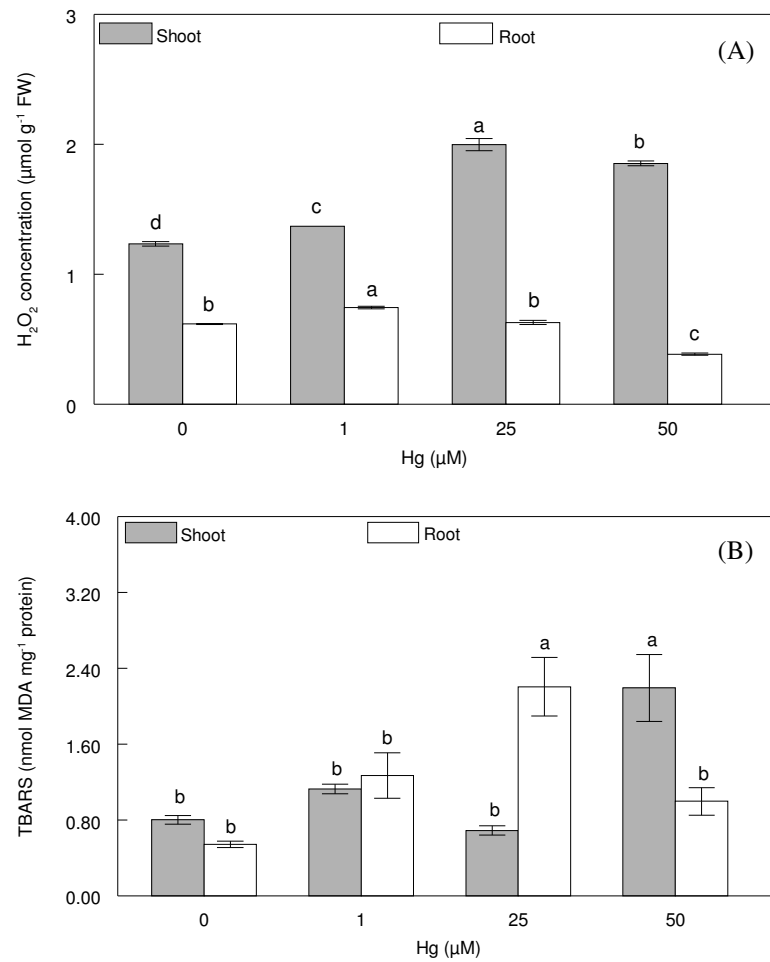 Shoot Root (A)
H₂O₂ concentration (µmol g⁻¹ FW)
3
2
1
0
d
b
c
a
a
b
b
c
0 1 25 50
Hg (µM)
Shoot Root (B)
TBARS (nmol MDA mg⁻¹ protein)
4.00
3.20
2.40
1.60
0.80
0.00
b
b
b
b
b
a
a
b
0 1 25 50
Hg (µM)